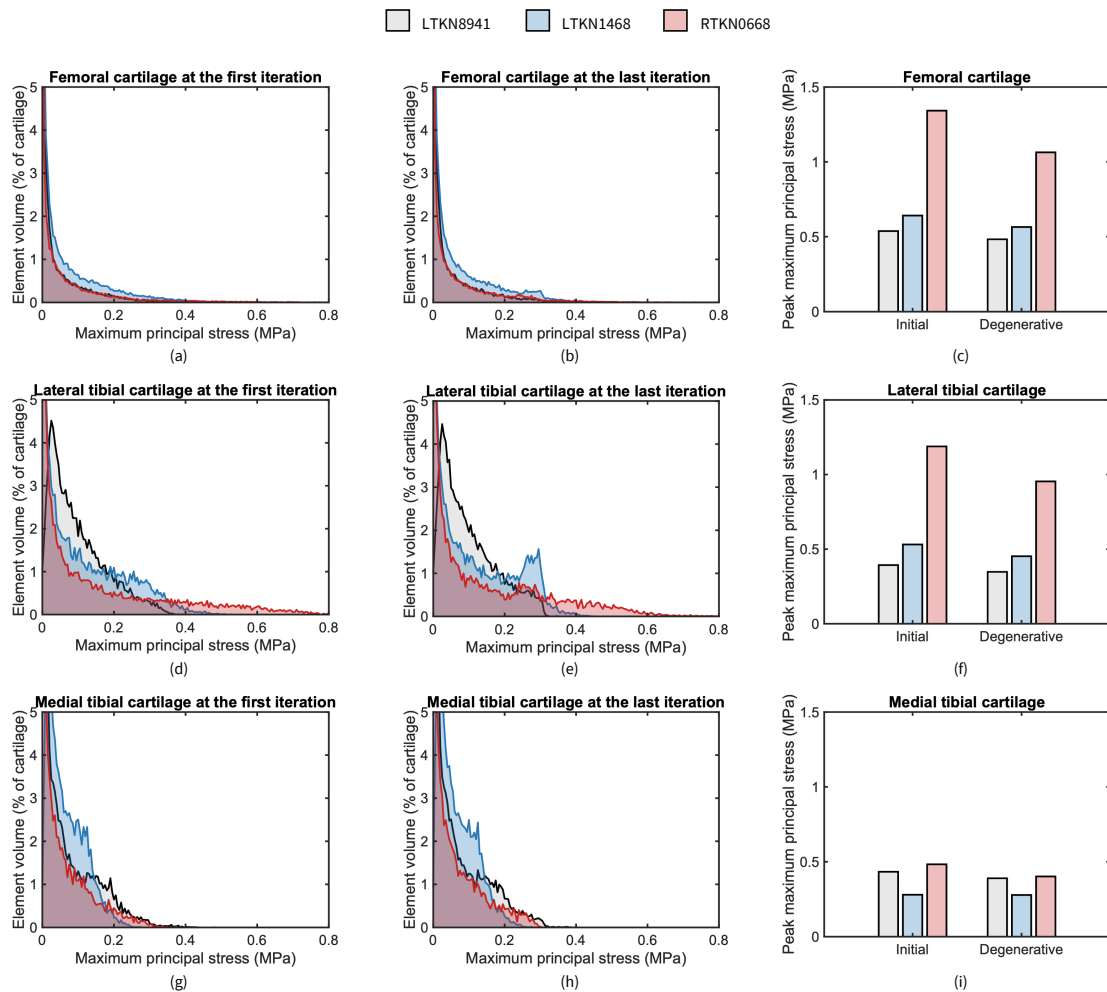 LTKN8941 LTKN1468 RTKN0668
Femoral cartilage at the first iteration
Element volume (% of cartilage)
5
4
3
2
1
0
0 0.2 0.4 0.6 0.8
Maximum principal stress (MPa)
(a)
Femoral cartilage at the last iteration
Element volume (% of cartilage)
5
4
3
2
1
0
0 0.2 0.4 0.6 0.8
Maximum principal stress (MPa)
(b)
Femoral cartilage
Peak maximum principal stress (MPa)
1.5
1
0.5
0
Initial Degenerative
(c)
Lateral tibial cartilage at the first iteration
Element volume (% of cartilage)
5
4
3
2
1
0
0 0.2 0.4 0.6 0.8
Maximum principal stress (MPa)
(d)
Lateral tibial cartilage at the last iteration
Element volume (% of cartilage)
5
4
3
2
1
0
0 0.2 0.4 0.6 0.8
Maximum principal stress (MPa)
(e)
Lateral tibial cartilage
Peak maximum principal stress (MPa)
1.5
1
0.5
0
Initial Degenerative
(f)
Medial tibial cartilage at the first iteration
Element volume (% of cartilage)
5
4
3
2
1
0
0 0.2 0.4 0.6 0.8
Maximum principal stress (MPa)
(g)
Medial tibial cartilage at the last iteration
Element volume (% of cartilage)
5
4
3
2
1
0
0 0.2 0.4 0.6 0.8
Maximum principal stress (MPa)
(h)
Medial tibial cartilage
Peak maximum principal stress (MPa)
1.5
1
0.5
0
Initial Degenerative
(i)